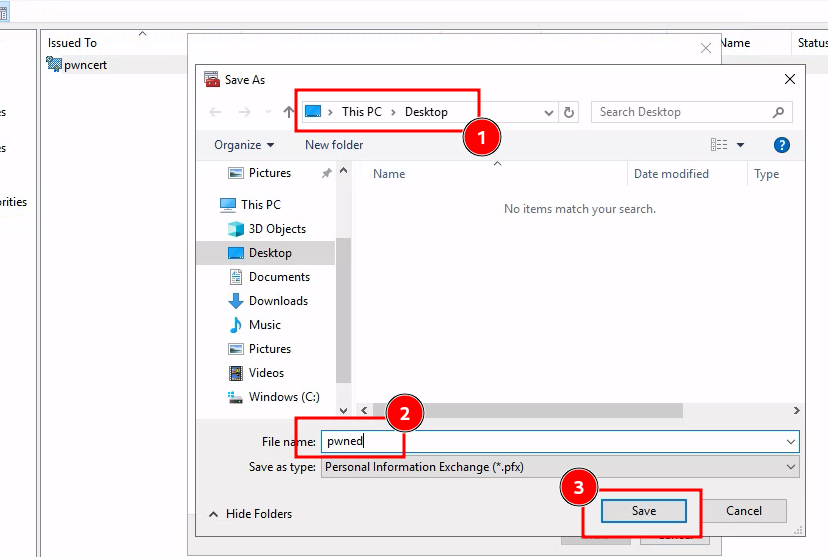 Issued To
Name
Status
pwncert
Save As
This PC > Desktop
Search Desktop
1
Organize
New folder
?
Pictures
Name
Date modified
Type
This PC
No items match your search.
3D Objects
Desktop
Documents
Downloads
Music
Pictures
Videos
Windows (C:)
orities
es
es
2
File name:
pwned
Save as type:
Personal Information Exchange (*.pfx)
3
Hide Folders
Save
Cancel